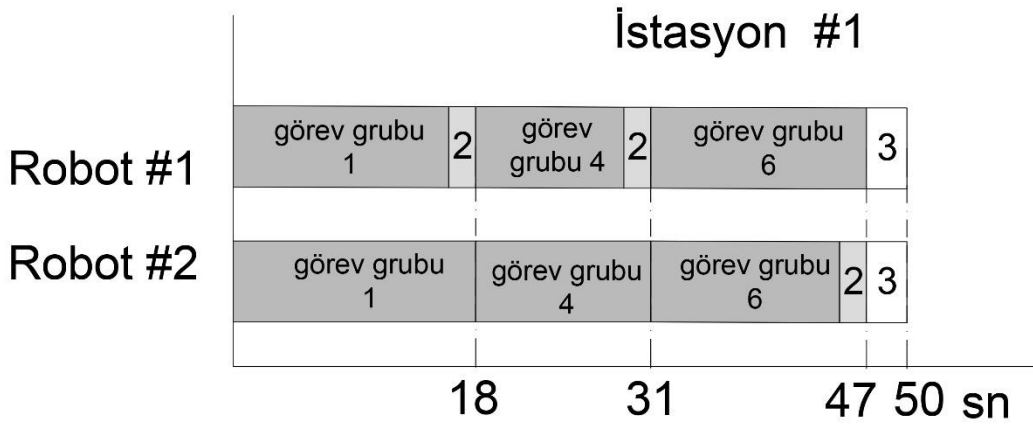 İstasyon #1
Robot #1
görev grubu
1
2
görev
grubu 4
2
görev grubu
6
3
Robot #2
görev grubu
1
görev grubu
4
görev grubu
6
2
3
18
31
47
50
sn